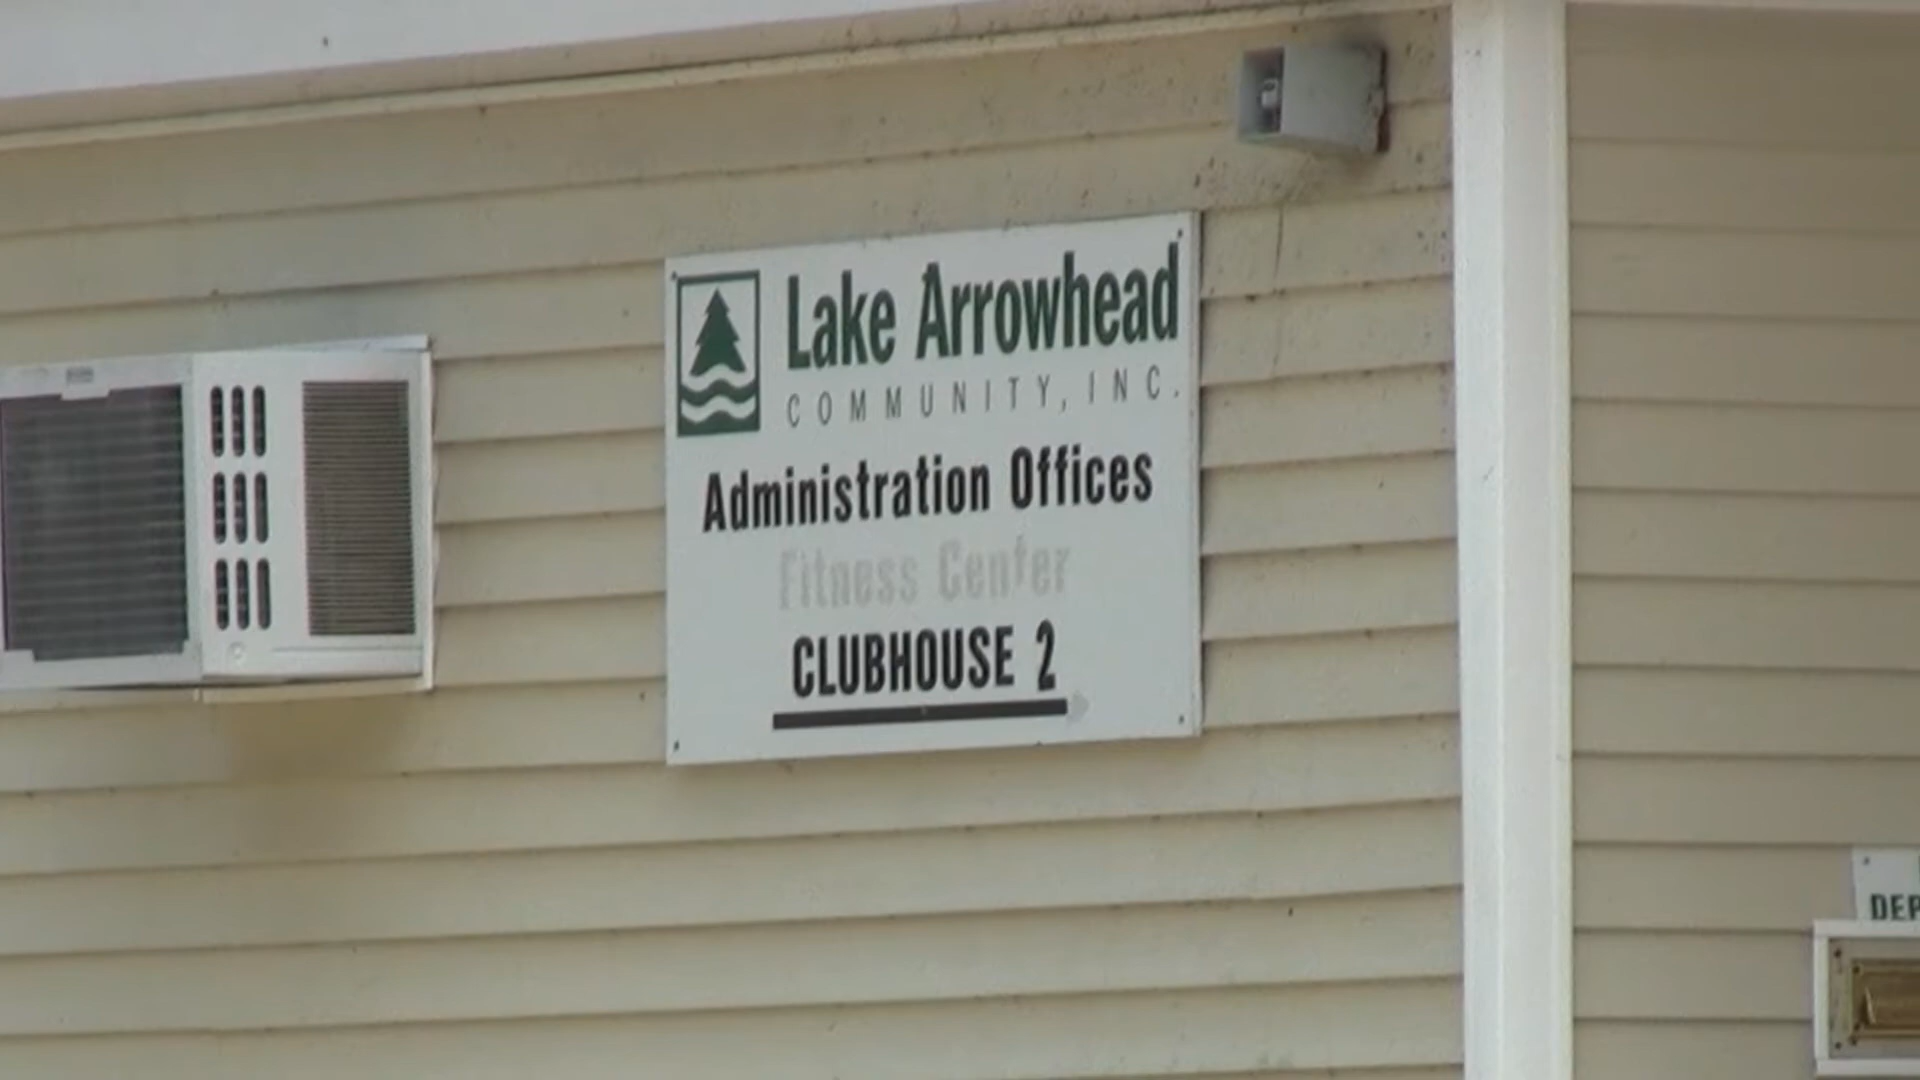 Lake Arrowhead
COMMUNITY, INC.
Administration Offices
Fitness Center
CLUBHOUSE 2